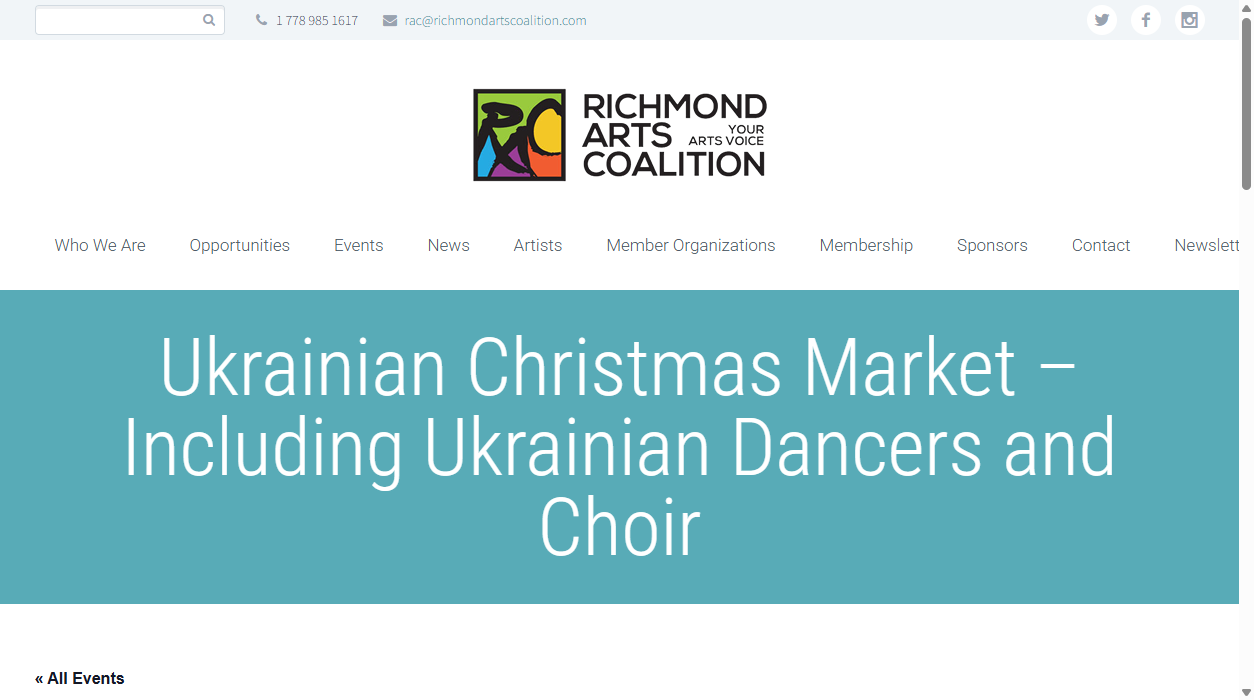 1 778 985 1617 rac@richmondartscoalition.com
RICHMOND
ARTS YOUR ARTS VOICE
COALITION
Who We Are Opportunities Events News Artists Member Organizations Membership Sponsors Contact Newslett
Ukrainian Christmas Market –
Including Ukrainian Dancers and
Choir
« All Events